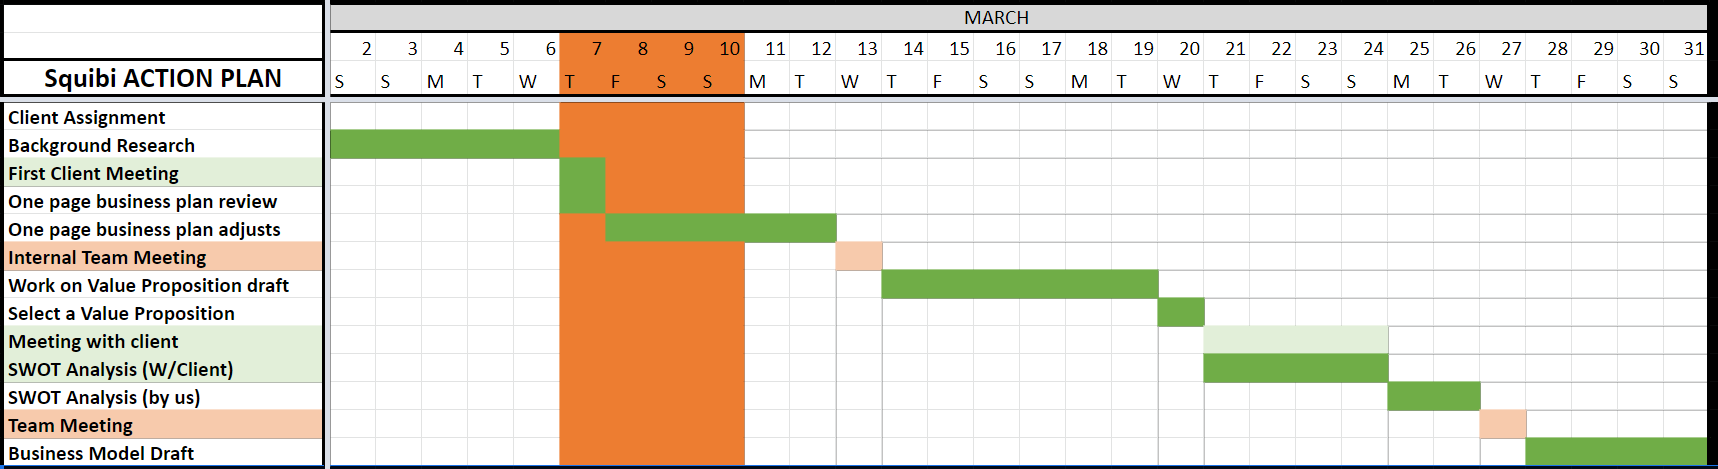 MARCH
2 3 4 5 6 7 8 9 10 11 12 13 14 15 16 17 18 19 20 21 22 23 24 25 26 27 28 29 30 31
Squibi ACTION PLAN S S M T W T F S S M T W T F S S M T W T F S S M T W T F S S
Client Assignment
Background Research
First Client Meeting
One page business plan review
One page business plan adjusts
Internal Team Meeting
Work on Value Proposition draft
Select a Value Proposition
Meeting with client
SWOT Analysis (W/Client)
SWOT Analysis (by us)
Team Meeting
Business Model Draft